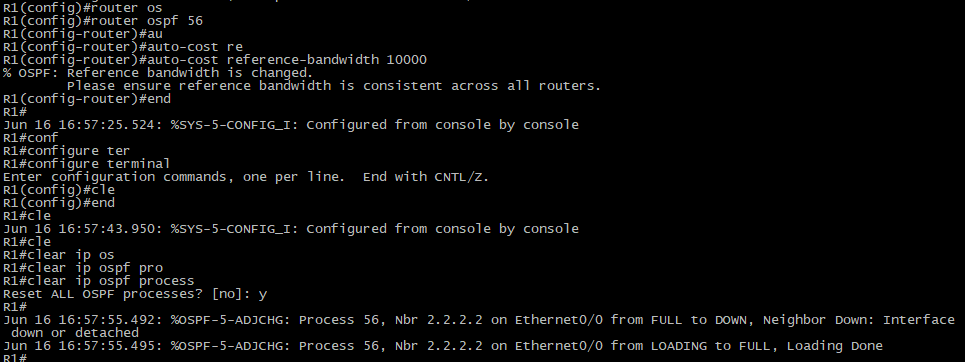 R1(config)#router os
R1(config)#router ospf 56
R1(config-router)#au
R1(config-router)#auto-cost re
R1(config-router)#auto-cost reference-bandwidth 10000
% OSPF: Reference bandwidth is changed.
Please ensure reference bandwidth is consistent across all routers.
R1(config-router)#end
R1#
Jun 16 16:57:25.524: %SYS-5-CONFIG_I: Configured from console by console
R1#conf
R1#configure ter
R1#configure terminal
Enter configuration commands, one per line.  End with CNTL/Z.
R1(config)#cle
R1(config)#end
R1#cle
Jun 16 16:57:43.950: %SYS-5-CONFIG_I: Configured from console by console
R1#cle
R1#clear ip os
R1#clear ip ospf pro
R1#clear ip ospf process
Reset ALL OSPF processes? [no]: y
R1#
Jun 16 16:57:55.492: %OSPF-5-ADJCHG: Process 56, Nbr 2.2.2.2 on Ethernet0/0 from FULL to DOWN, Neighbor Down: Interface
down or detached
Jun 16 16:57:55.495: %OSPF-5-ADJCHG: Process 56, Nbr 2.2.2.2 on Ethernet0/0 from LOADING to FULL, Loading Done
R1#